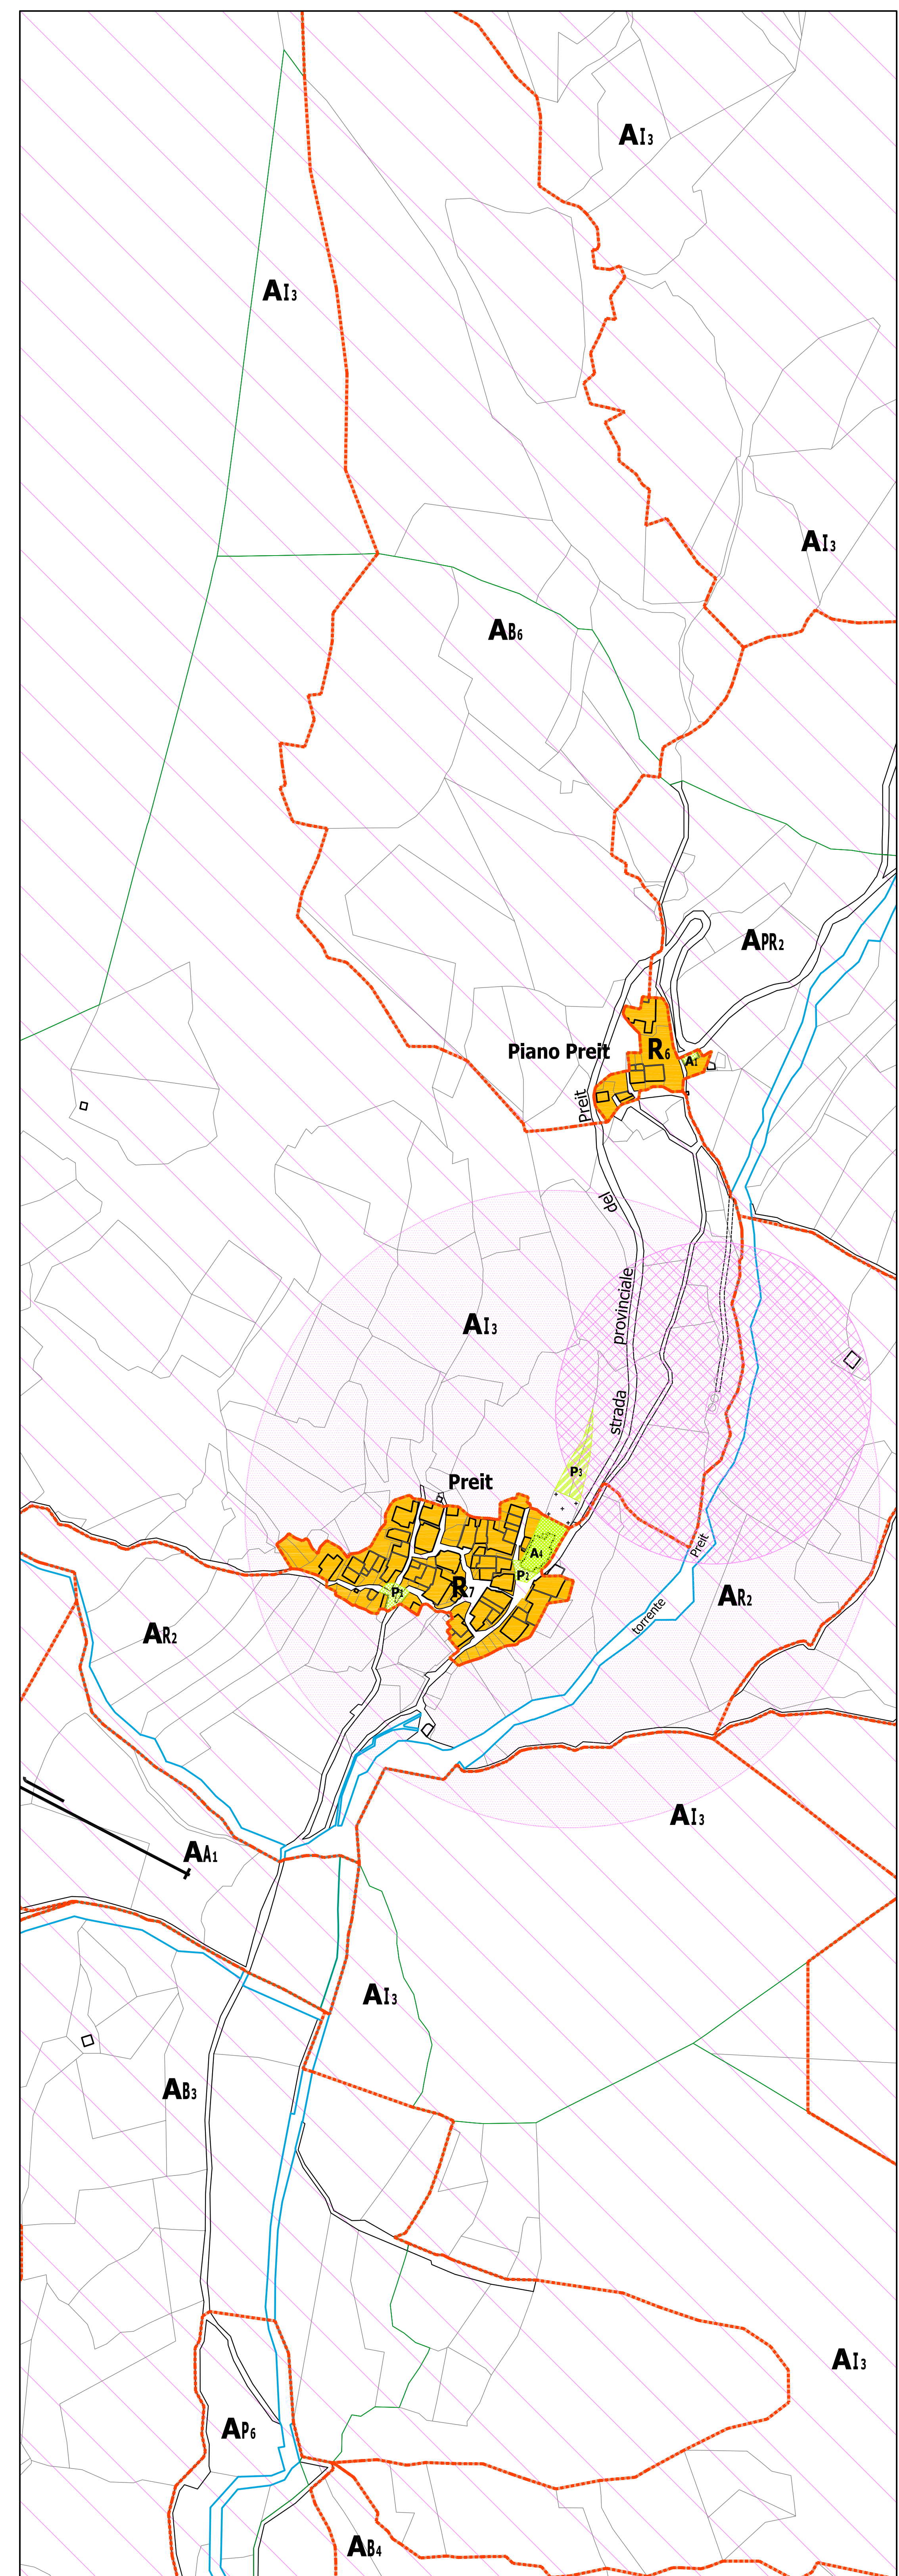 AI3
AI3
AI3
AB6
APR2
Piano Preit
R6
A1
strada provinciale del Preit
AI3
P3
Preit
A4
P2
R7
P1
torrente Preit
AR2
AR2
AI3
AA1
AI3
AB3
AI3
AP6
AB4